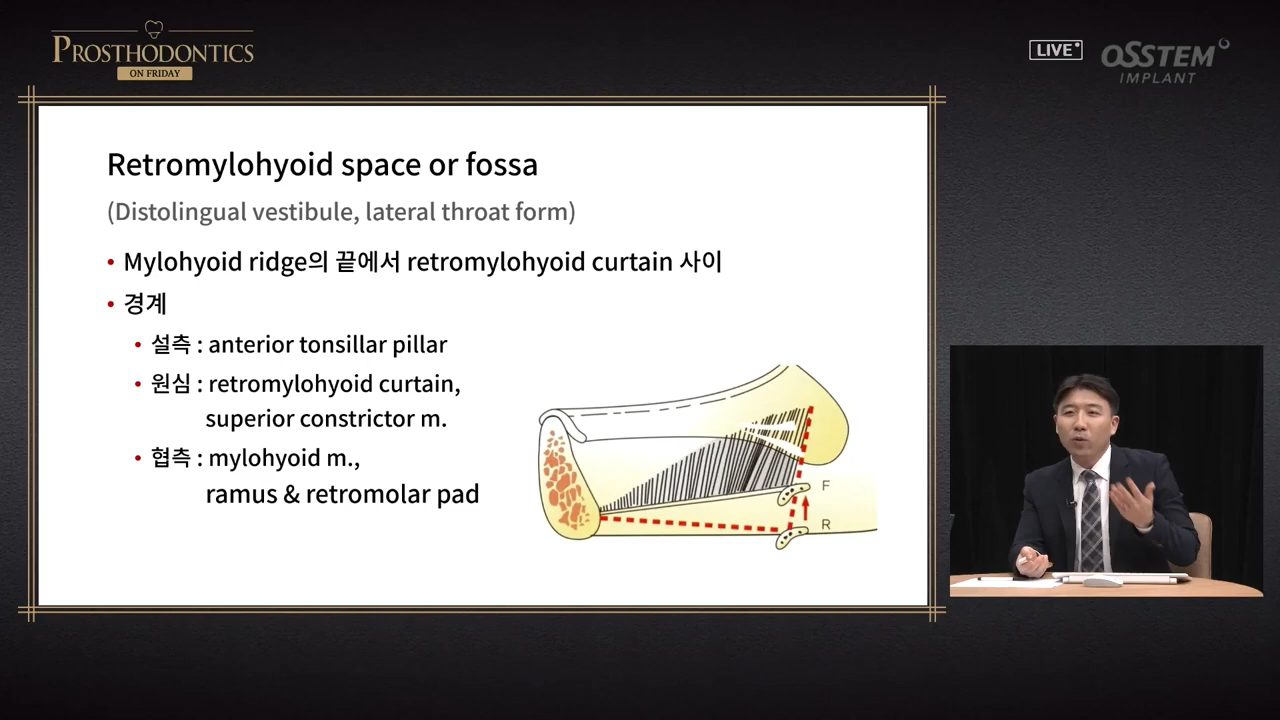 PROSTHODONTICS
ON FRIDAY
LIVE
OSSTEM
IMPLANT
Retromylohyoid space or fossa
(Distolingual vestibule, lateral throat form)
• Mylohyoid ridge의 끝에서 retromylohyoid curtain 사이
• 경계
• 설측 : anterior tonsillar pillar
• 원심 : retromylohyoid curtain,
superior constrictor m.
• 협측 : mylohyoid m.,
ramus & retromolar pad
F
R